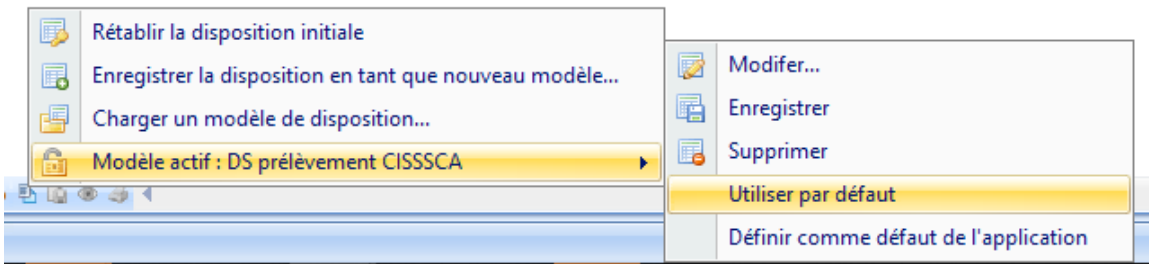 Rétablir la disposition initiale
Enregistrer la disposition en tant que nouveau modèle...
Charger un modèle de disposition...
Modèle actif : DS prélèvement CISSSCA
Modifer...
Enregistrer
Supprimer
Utiliser par défaut
Définir comme défaut de l'application